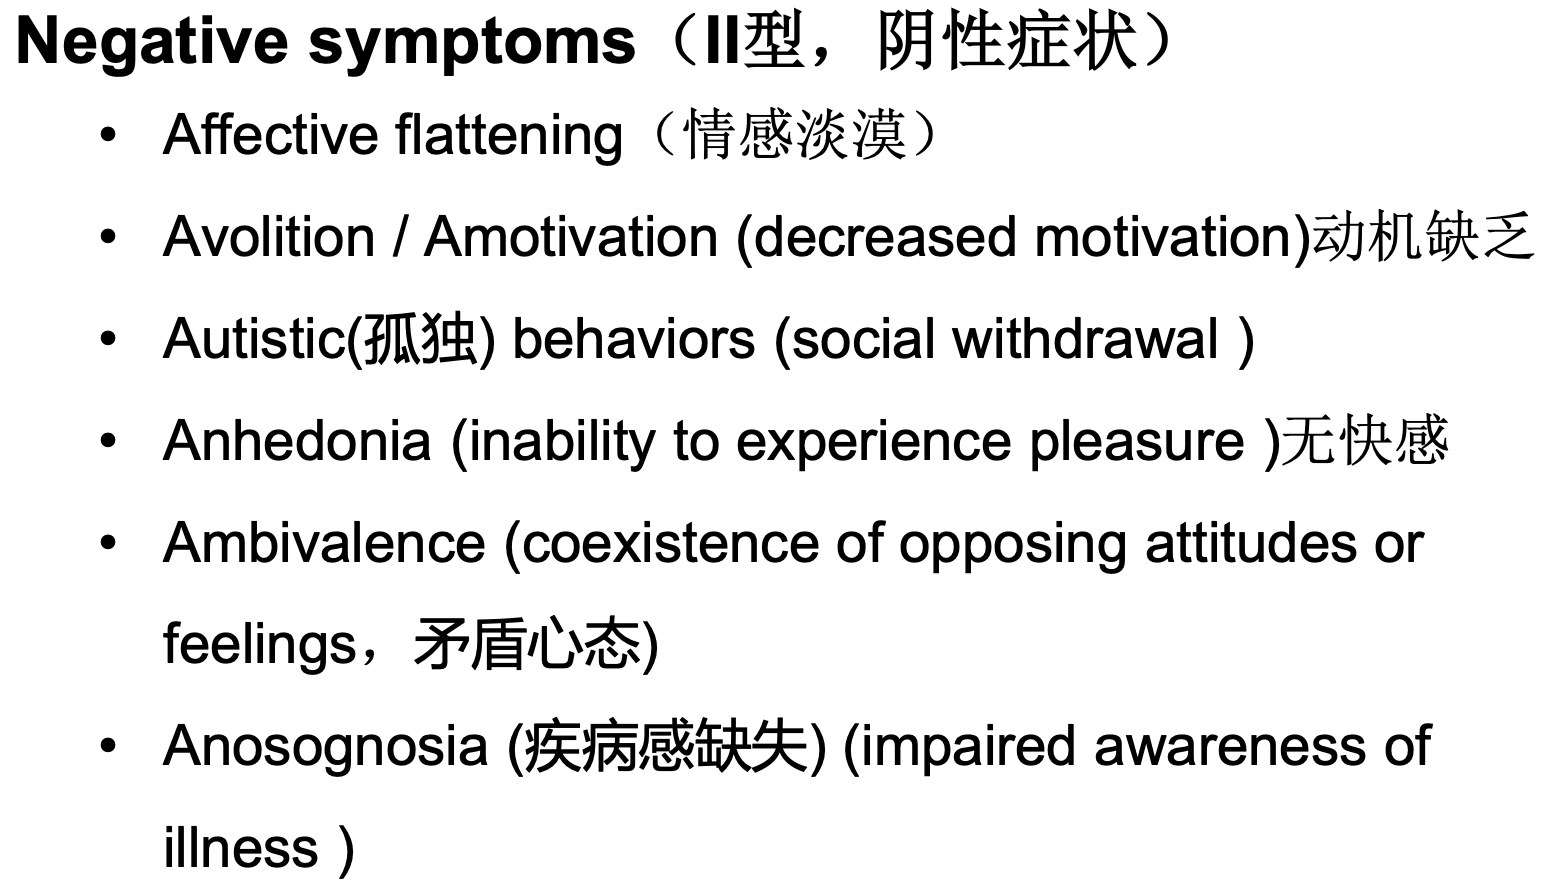 Negative symptoms（II型，阴性症状）
• Affective flattening（情感淡漠）
• Avolition / Amotivation (decreased motivation)动机缺乏
• Autistic(孤独) behaviors (social withdrawal )
• Anhedonia (inability to experience pleasure )无快感
• Ambivalence (coexistence of opposing attitudes or
feelings，矛盾心态)
• Anosognosia (疾病感缺失) (impaired awareness of
illness )